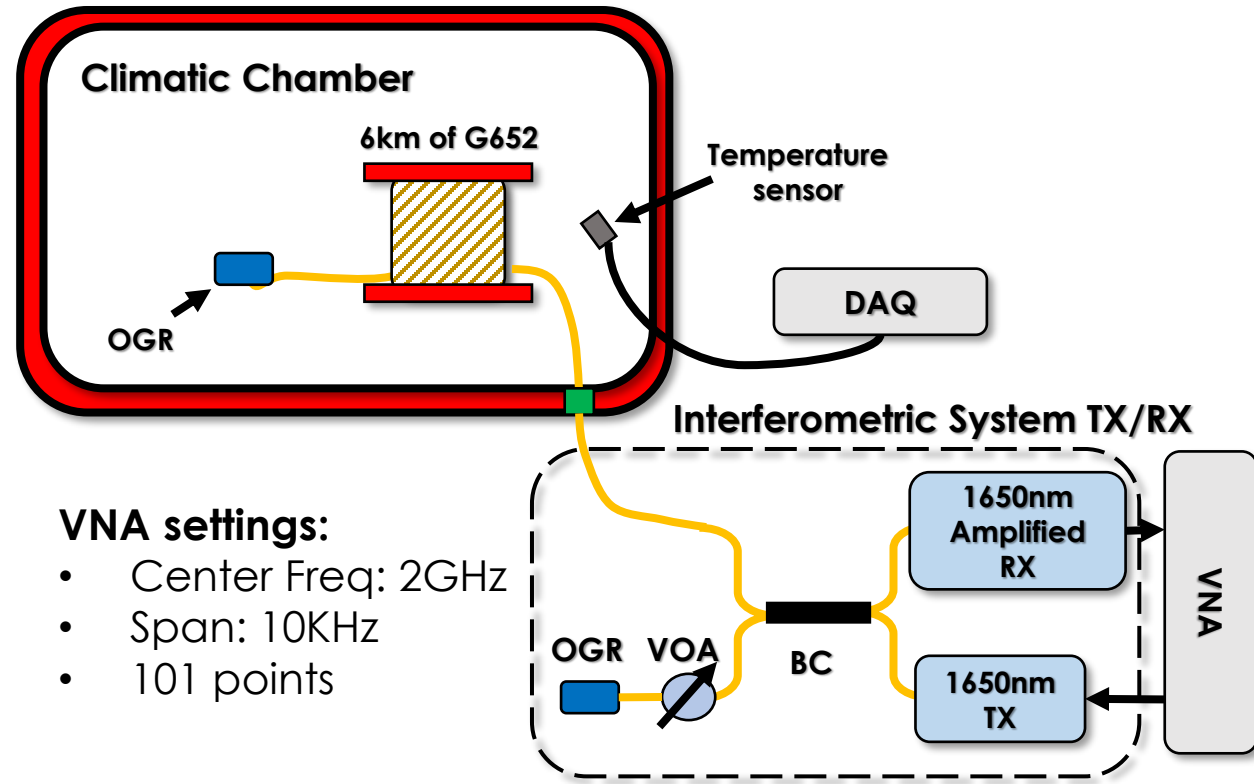 Climatic Chamber
6km of G652
Temperature
sensor
OGR
DAQ
Interferometric System TX/RX
1650nm
Amplified
RX
VNA
VNA settings:
• Center Freq: 2GHz
• Span: 10KHz
• 101 points
OGR VOA
BC
1650nm
TX